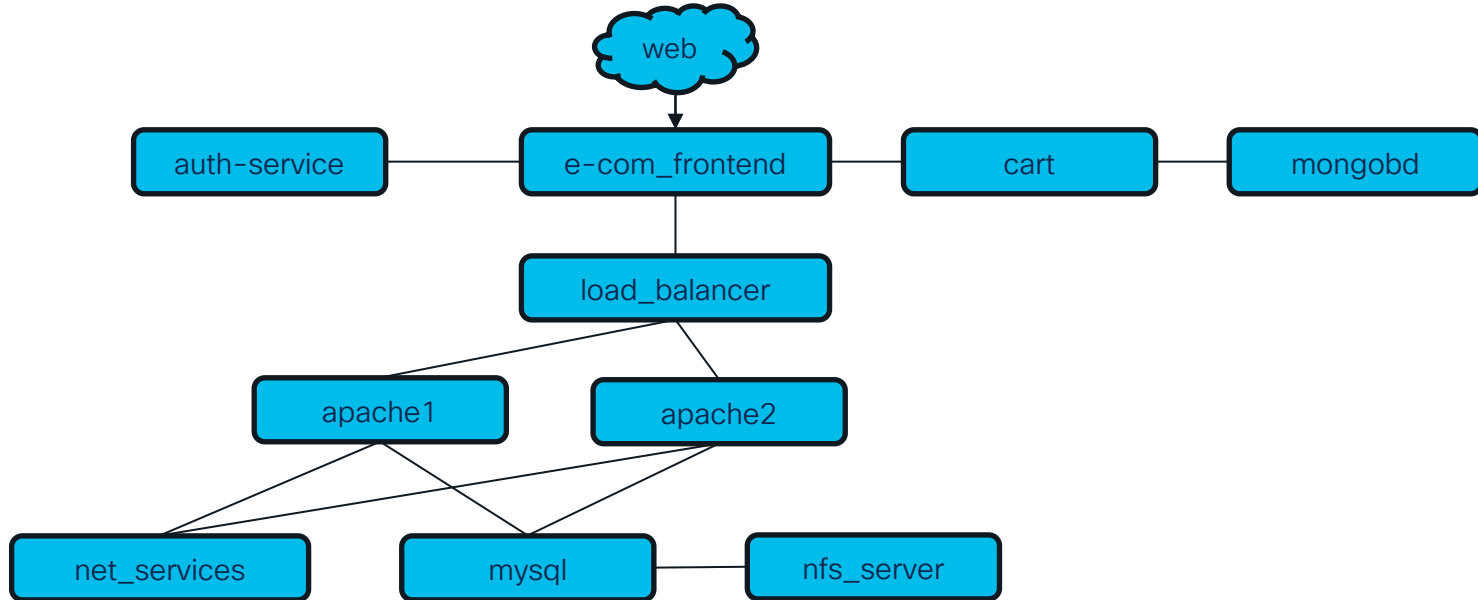 web
auth-service
e-com_frontend
cart
mongobd
load_balancer
apache1
apache2
net_services
mysql
nfs_server